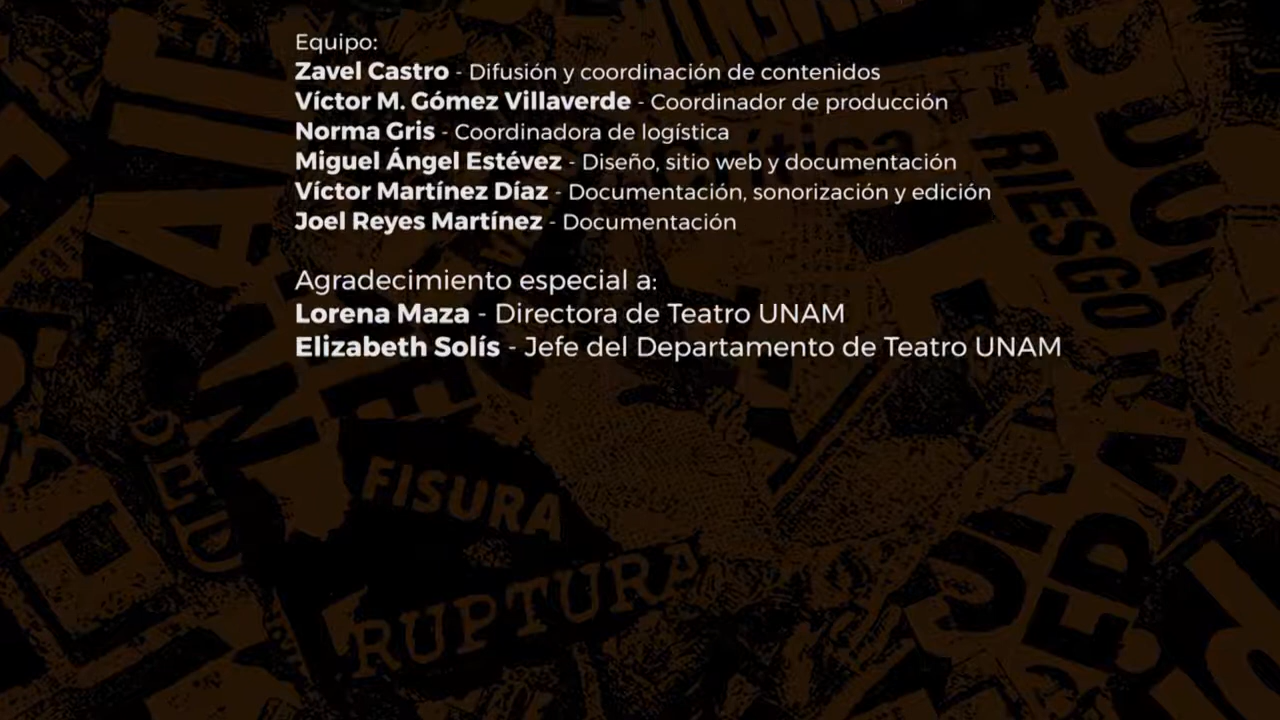 Equipo:
Zavel Castro - Difusión y coordinación de contenidos
Víctor M. Gómez Villaverde - Coordinador de producción
Norma Gris - Coordinadora de logística
Miguel Ángel Estévez - Diseño, sitio web y documentación
Víctor Martínez Díaz - Documentación, sonorización y edición
Joel Reyes Martínez - Documentación
Agradecimiento especial a:
Lorena Maza - Directora de Teatro UNAM
Elizabeth Solís - Jefe del Departamento de Teatro UNAM
crítica
RIESGO
FISURA
RUPTURA